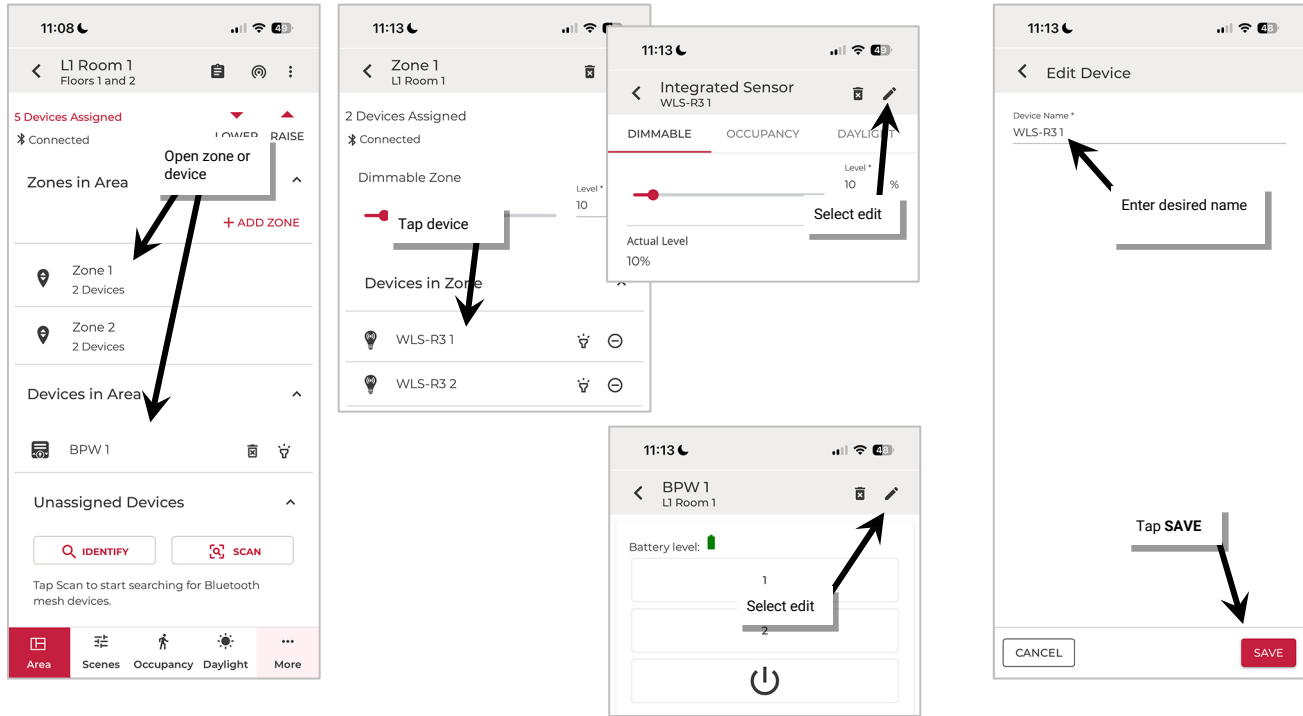 11:08
49
L1 Room 1
Floors 1 and 2
5 Devices Assigned
Connected
LOWER
RAISE
Open zone or
device
Zones in Area
+ ADD ZONE
Zone 1
2 Devices
Zone 2
2 Devices
Devices in Area
BPW 1
Unassigned Devices
IDENTIFY
SCAN
Tap Scan to start searching for Bluetooth
mesh devices.
Area
Scenes
Occupancy
Daylight
More
11:13
Zone 1
L1 Room 1
2 Devices Assigned
Connected
Dimmable Zone
Level *
10
Tap device
Devices in Zone
WLS-R3 1
WLS-R3 2
11:13
49
Integrated Sensor
WLS-R3 1
DIMMABLE
OCCUPANCY
DAYLIGHT
Level *
10 %
Select edit
Actual Level
10%
11:13
48
BPW 1
L1 Room 1
Battery level:
1
Select edit
2
11:13
48
Edit Device
Device Name *
WLS-R3 1
Enter desired name
Tap SAVE
CANCEL
SAVE